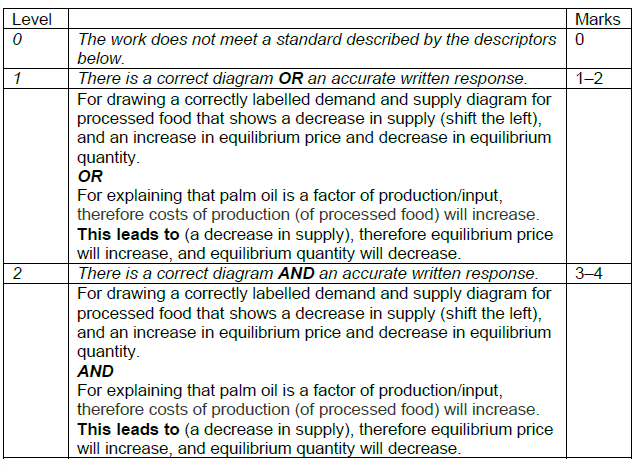 Level Marks
0 The work does not meet a standard described by the descriptors 0
below.
1 There is a correct diagram OR an accurate written response. 1–2
For drawing a correctly labelled demand and supply diagram for
processed food that shows a decrease in supply (shift the left),
and an increase in equilibrium price and decrease in equilibrium
quantity.
OR
For explaining that palm oil is a factor of production/input,
therefore costs of production (of processed food) will increase.
This leads to (a decrease in supply), therefore equilibrium price
will increase, and equilibrium quantity will decrease.
2 There is a correct diagram AND an accurate written response. 3–4
For drawing a correctly labelled demand and supply diagram for
processed food that shows a decrease in supply (shift the left),
and an increase in equilibrium price and decrease in equilibrium
quantity.
AND
For explaining that palm oil is a factor of production/input,
therefore costs of production (of processed food) will increase.
This leads to (a decrease in supply), therefore equilibrium price
will increase, and equilibrium quantity will decrease.